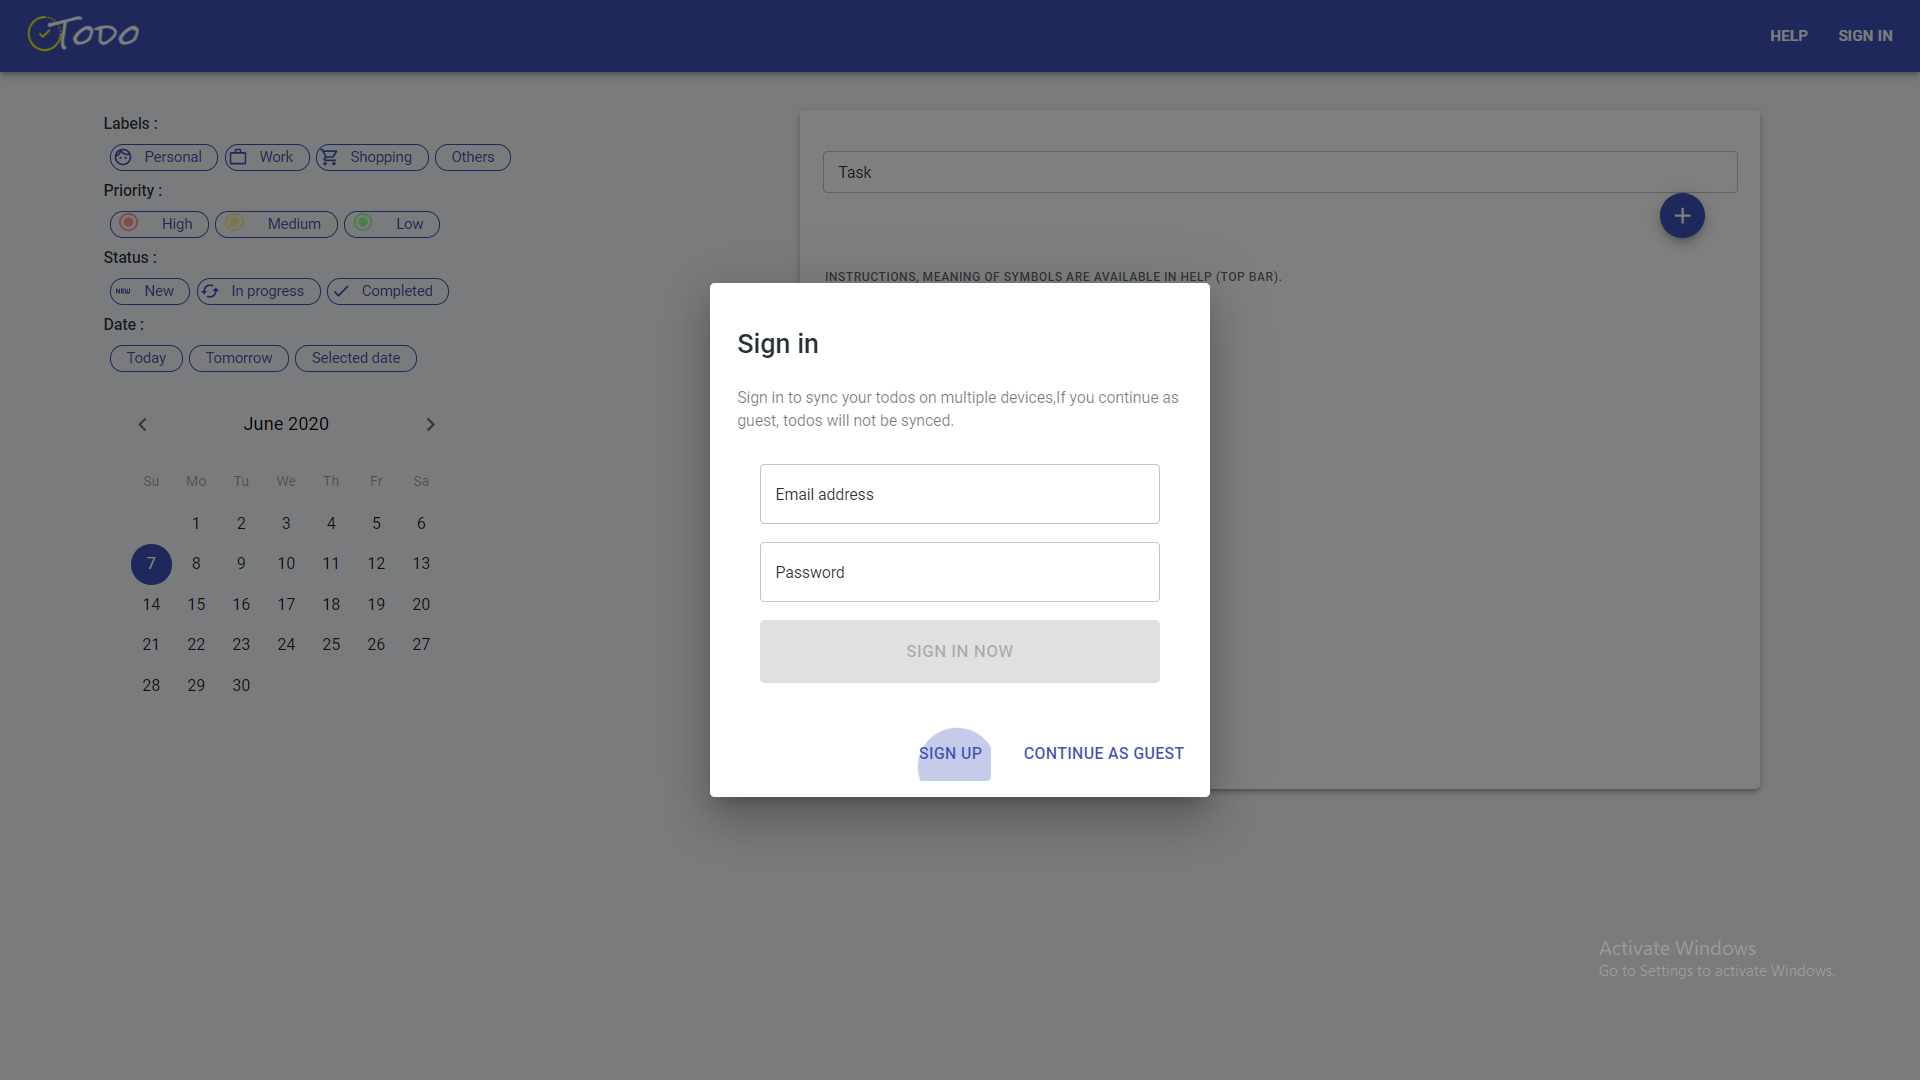 Todo
HELP SIGN IN
Labels :
Personal Work Shopping Others
Priority :
High Medium Low
Status :
NEW New In progress Completed
Date :
Today Tomorrow Selected date
June 2020
Su Mo Tu We Th Fr Sa
1 2 3 4 5 6
7 8 9 10 11 12 13
14 15 16 17 18 19 20
21 22 23 24 25 26 27
28 29 30
Task
+
INSTRUCTIONS, MEANING OF SYMBOLS ARE AVAILABLE IN HELP (TOP BAR).
Sign in
Sign in to sync your todos on multiple devices,If you continue as
guest, todos will not be synced.
Email address
Password
SIGN IN NOW
SIGN UP CONTINUE AS GUEST
Activate Windows
Go to Settings to activate Windows.